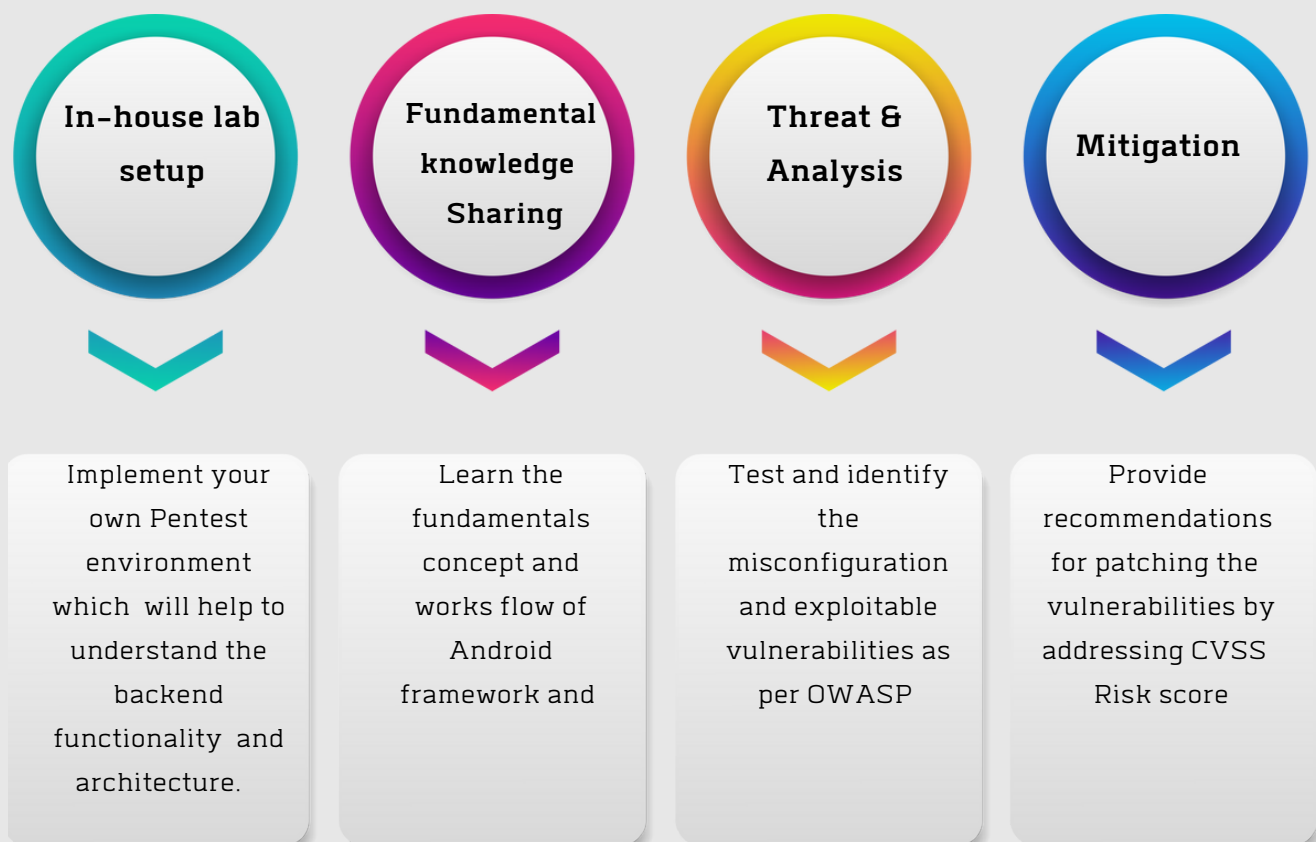 In-house lab
setup
Fundamental
knowledge
Sharing
Threat &
Analysis
Mitigation
Implement your
own Pentest
environment
which will help to
understand the
backend
functionality and
architecture.
Learn the
fundamentals
concept and
works flow of
Android
framework and
Test and identify
the
misconfiguration
and exploitable
vulnerabilities as
per OWASP
Provide
recommendations
for patching the
vulnerabilities by
addressing CVSS
Risk score